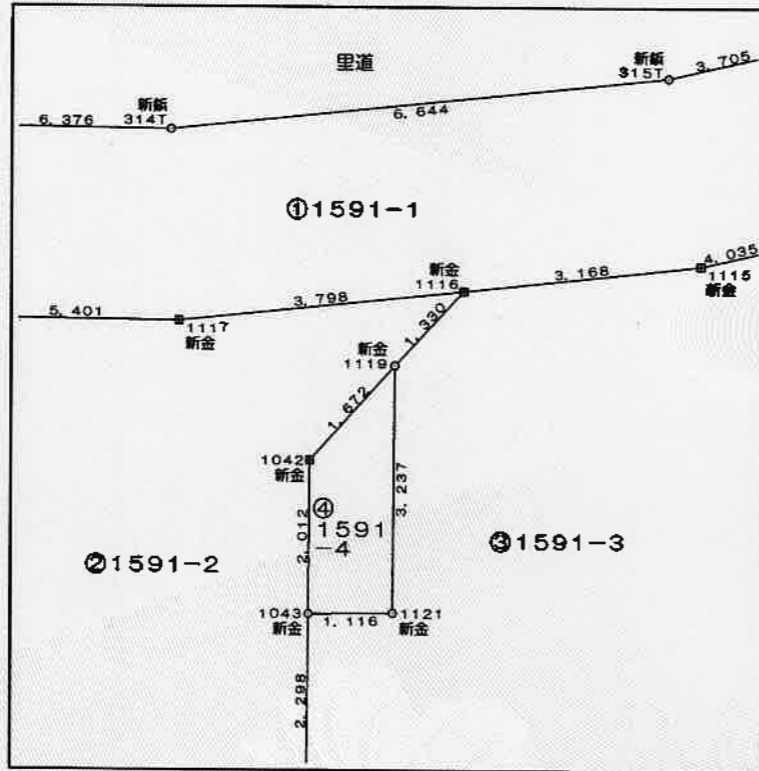 里道
新鋲
315T
3.705
新鋲
314T
6.376
6.644
①1591-1
新金
1116
3.168
4.035
1115
新金
5.401
3.798
1117
新金
1.330
新金
1119
1.672
1042
新金
3.237
2.012
④
1591
-4
②1591-2
③1591-3
1043
新金
1.116
1121
新金
2.298